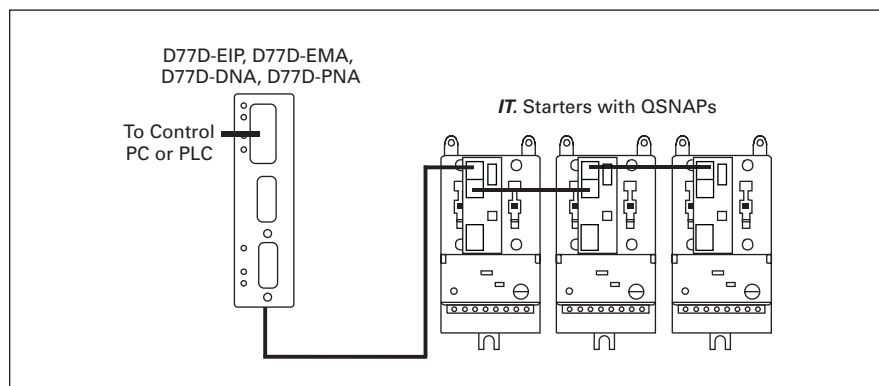 D77D-EIP, D77D-EMA,
D77D-DNA, D77D-PNA
To Control
PC or PLC
IT. Starters with QSNAPs